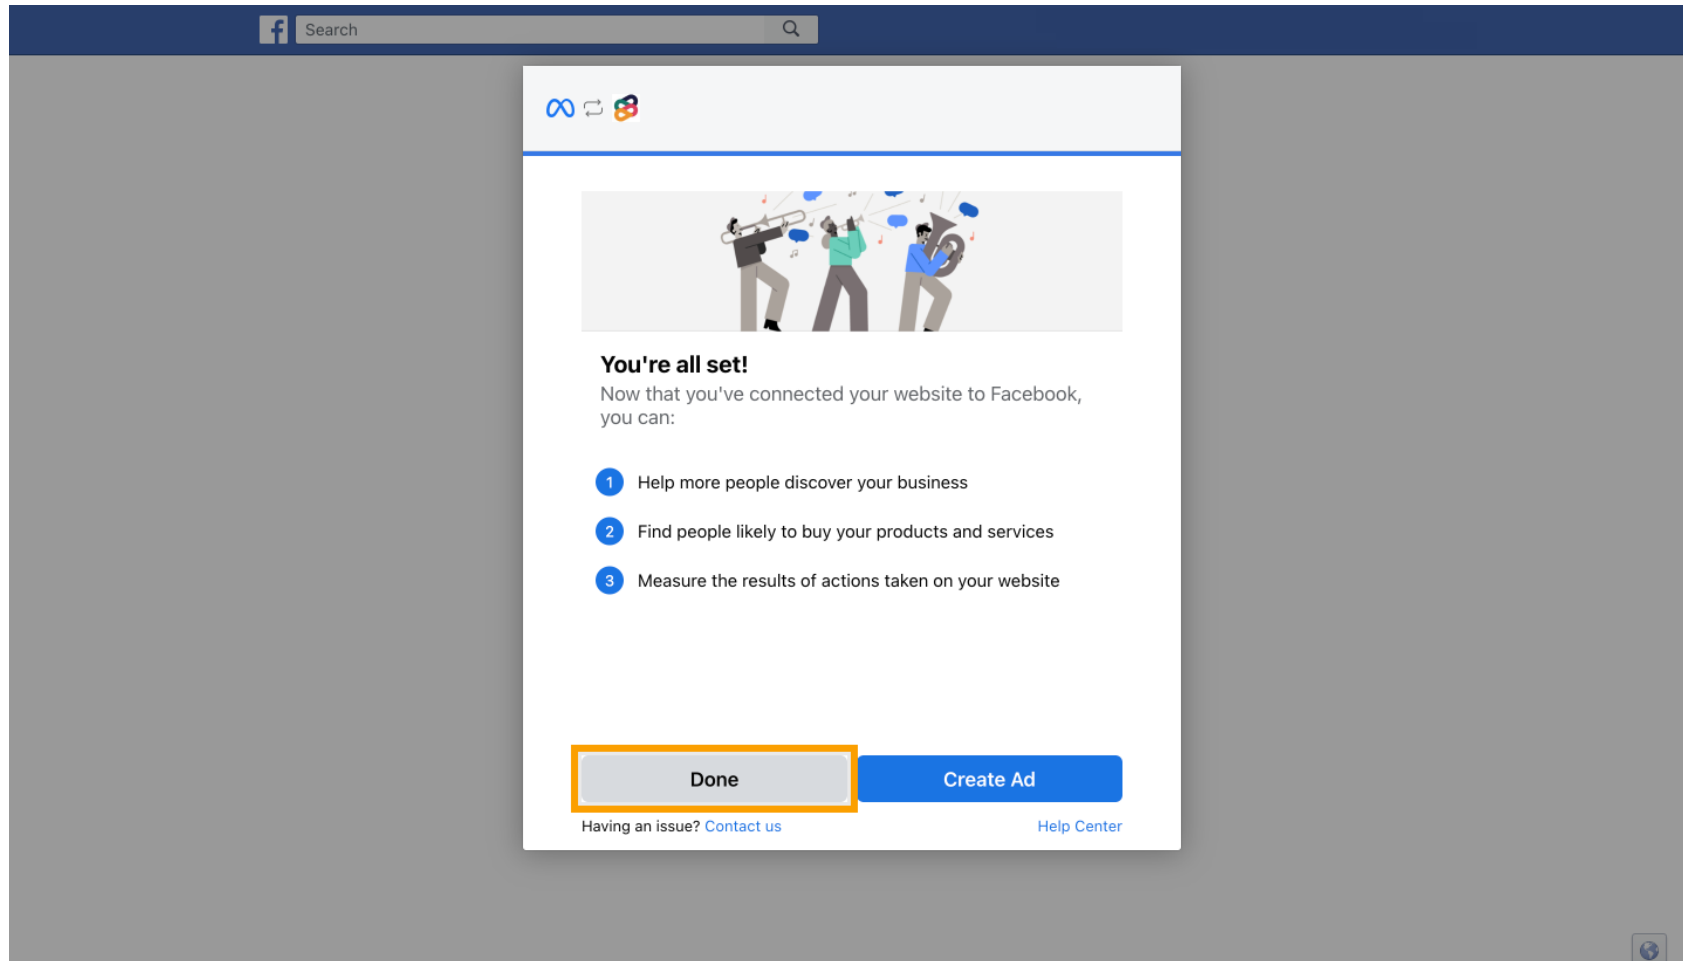 Search
You're all set!
Now that you've connected your website to Facebook,
you can:
1 Help more people discover your business
2 Find people likely to buy your products and services
3 Measure the results of actions taken on your website
Done Create Ad
Having an issue? Contact us Help Center